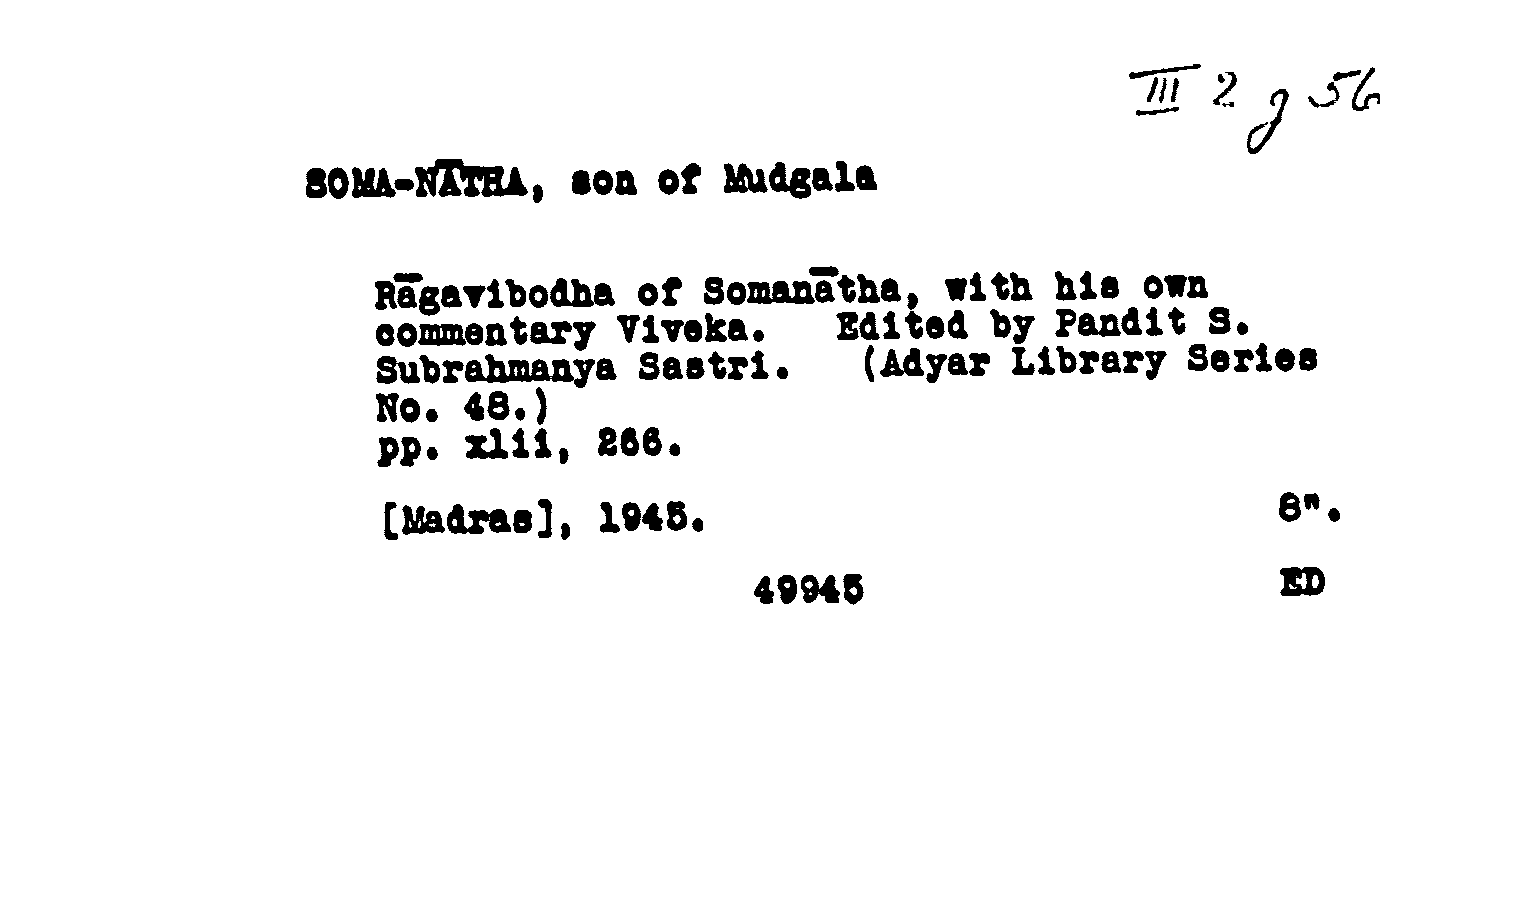 III 2 g 56
SOMA-NĀTHA, son of Mudgala
Rāgavibodha of Somanātha, with his own
commentary Viveka. Edited by Pandit S.
Subrahmanya Sastri. (Adyar Library Series
No. 48.)
pp. xlii, 266.
[Madras], 1945. 8".
49945 ED